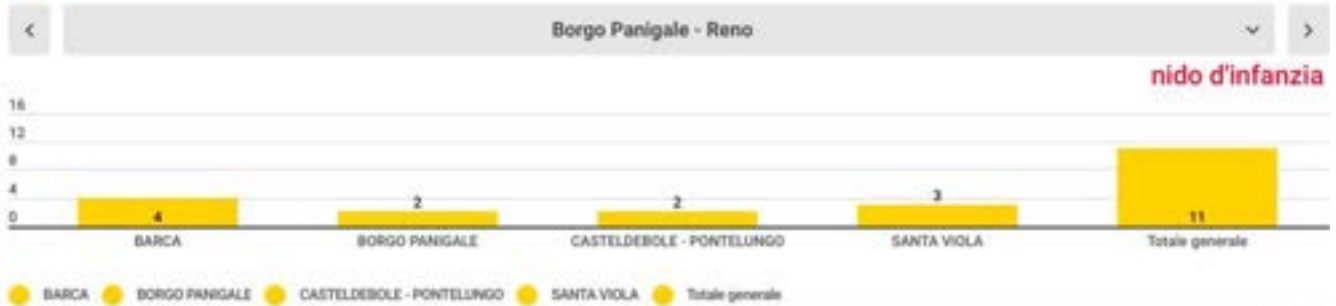 Borgo Panigale - Reno
nido d'infanzia
16
12
8
4
0
4
2
2
3
11
BARCA BORGO PANIGALE CASTELDEBOLE - PONTELUNGO SANTA VIOLA Totale generale
BARCA BORGO PANIGALE CASTELDEBOLE - PONTELUNGO SANTA VIOLA Totale generale